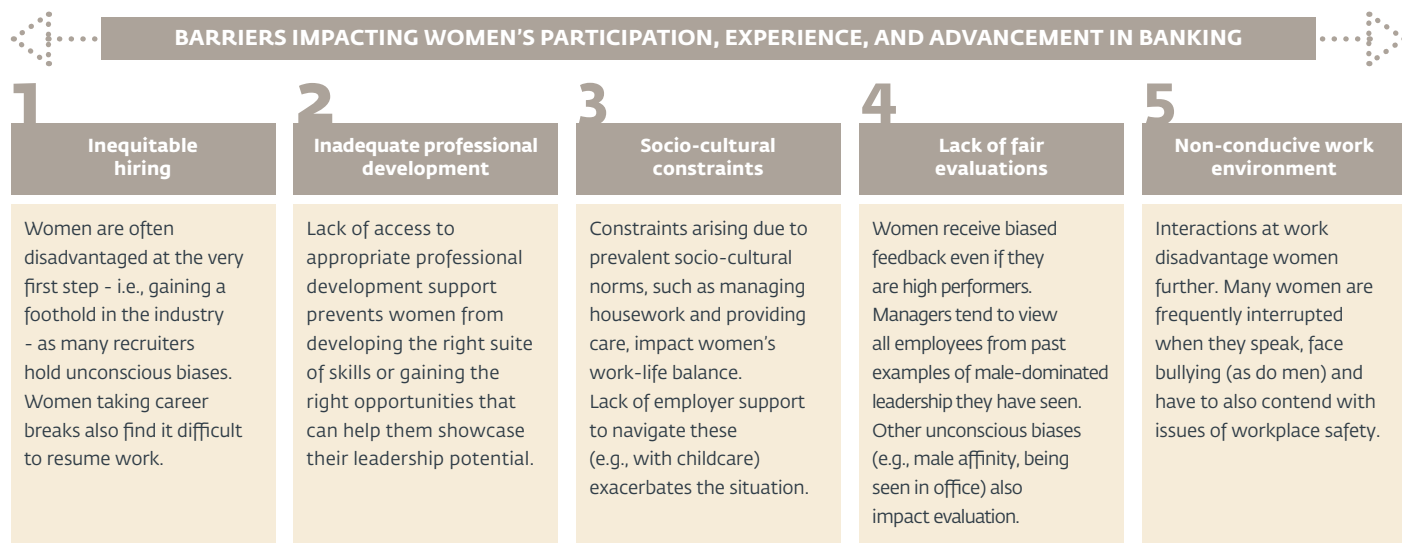 BARRIERS IMPACTING WOMEN'S PARTICIPATION, EXPERIENCE, AND ADVANCEMENT IN BANKING
1
Inequitable
hiring
Women are often
disadvantaged at the very
first step - i.e., gaining a
foothold in the industry
- as many recruiters
hold unconscious biases.
Women taking career
breaks also find it difficult
to resume work.
2
Inadequate professional
development
Lack of access to
appropriate professional
development support
prevents women from
developing the right suite
of skills or gaining the
right opportunities that
can help them showcase
their leadership potential.
3
Socio-cultural
constraints
Constraints arising due to
prevalent socio-cultural
norms, such as managing
housework and providing
care, impact women's
work-life balance.
Lack of employer support
to navigate these
(e.g., with childcare)
exacerbates the situation.
4
Lack of fair
evaluations
Women receive biased
feedback even if they
are high performers.
Managers tend to view
all employees from past
examples of male-dominated
leadership they have seen.
Other unconscious biases
(e.g., male affinity, being
seen in office) also
impact evaluation.
5
Non-conducive work
environment
Interactions at work
disadvantage women
further. Many women are
frequently interrupted
when they speak, face
bullying (as do men) and
have to also contend with
issues of workplace safety.